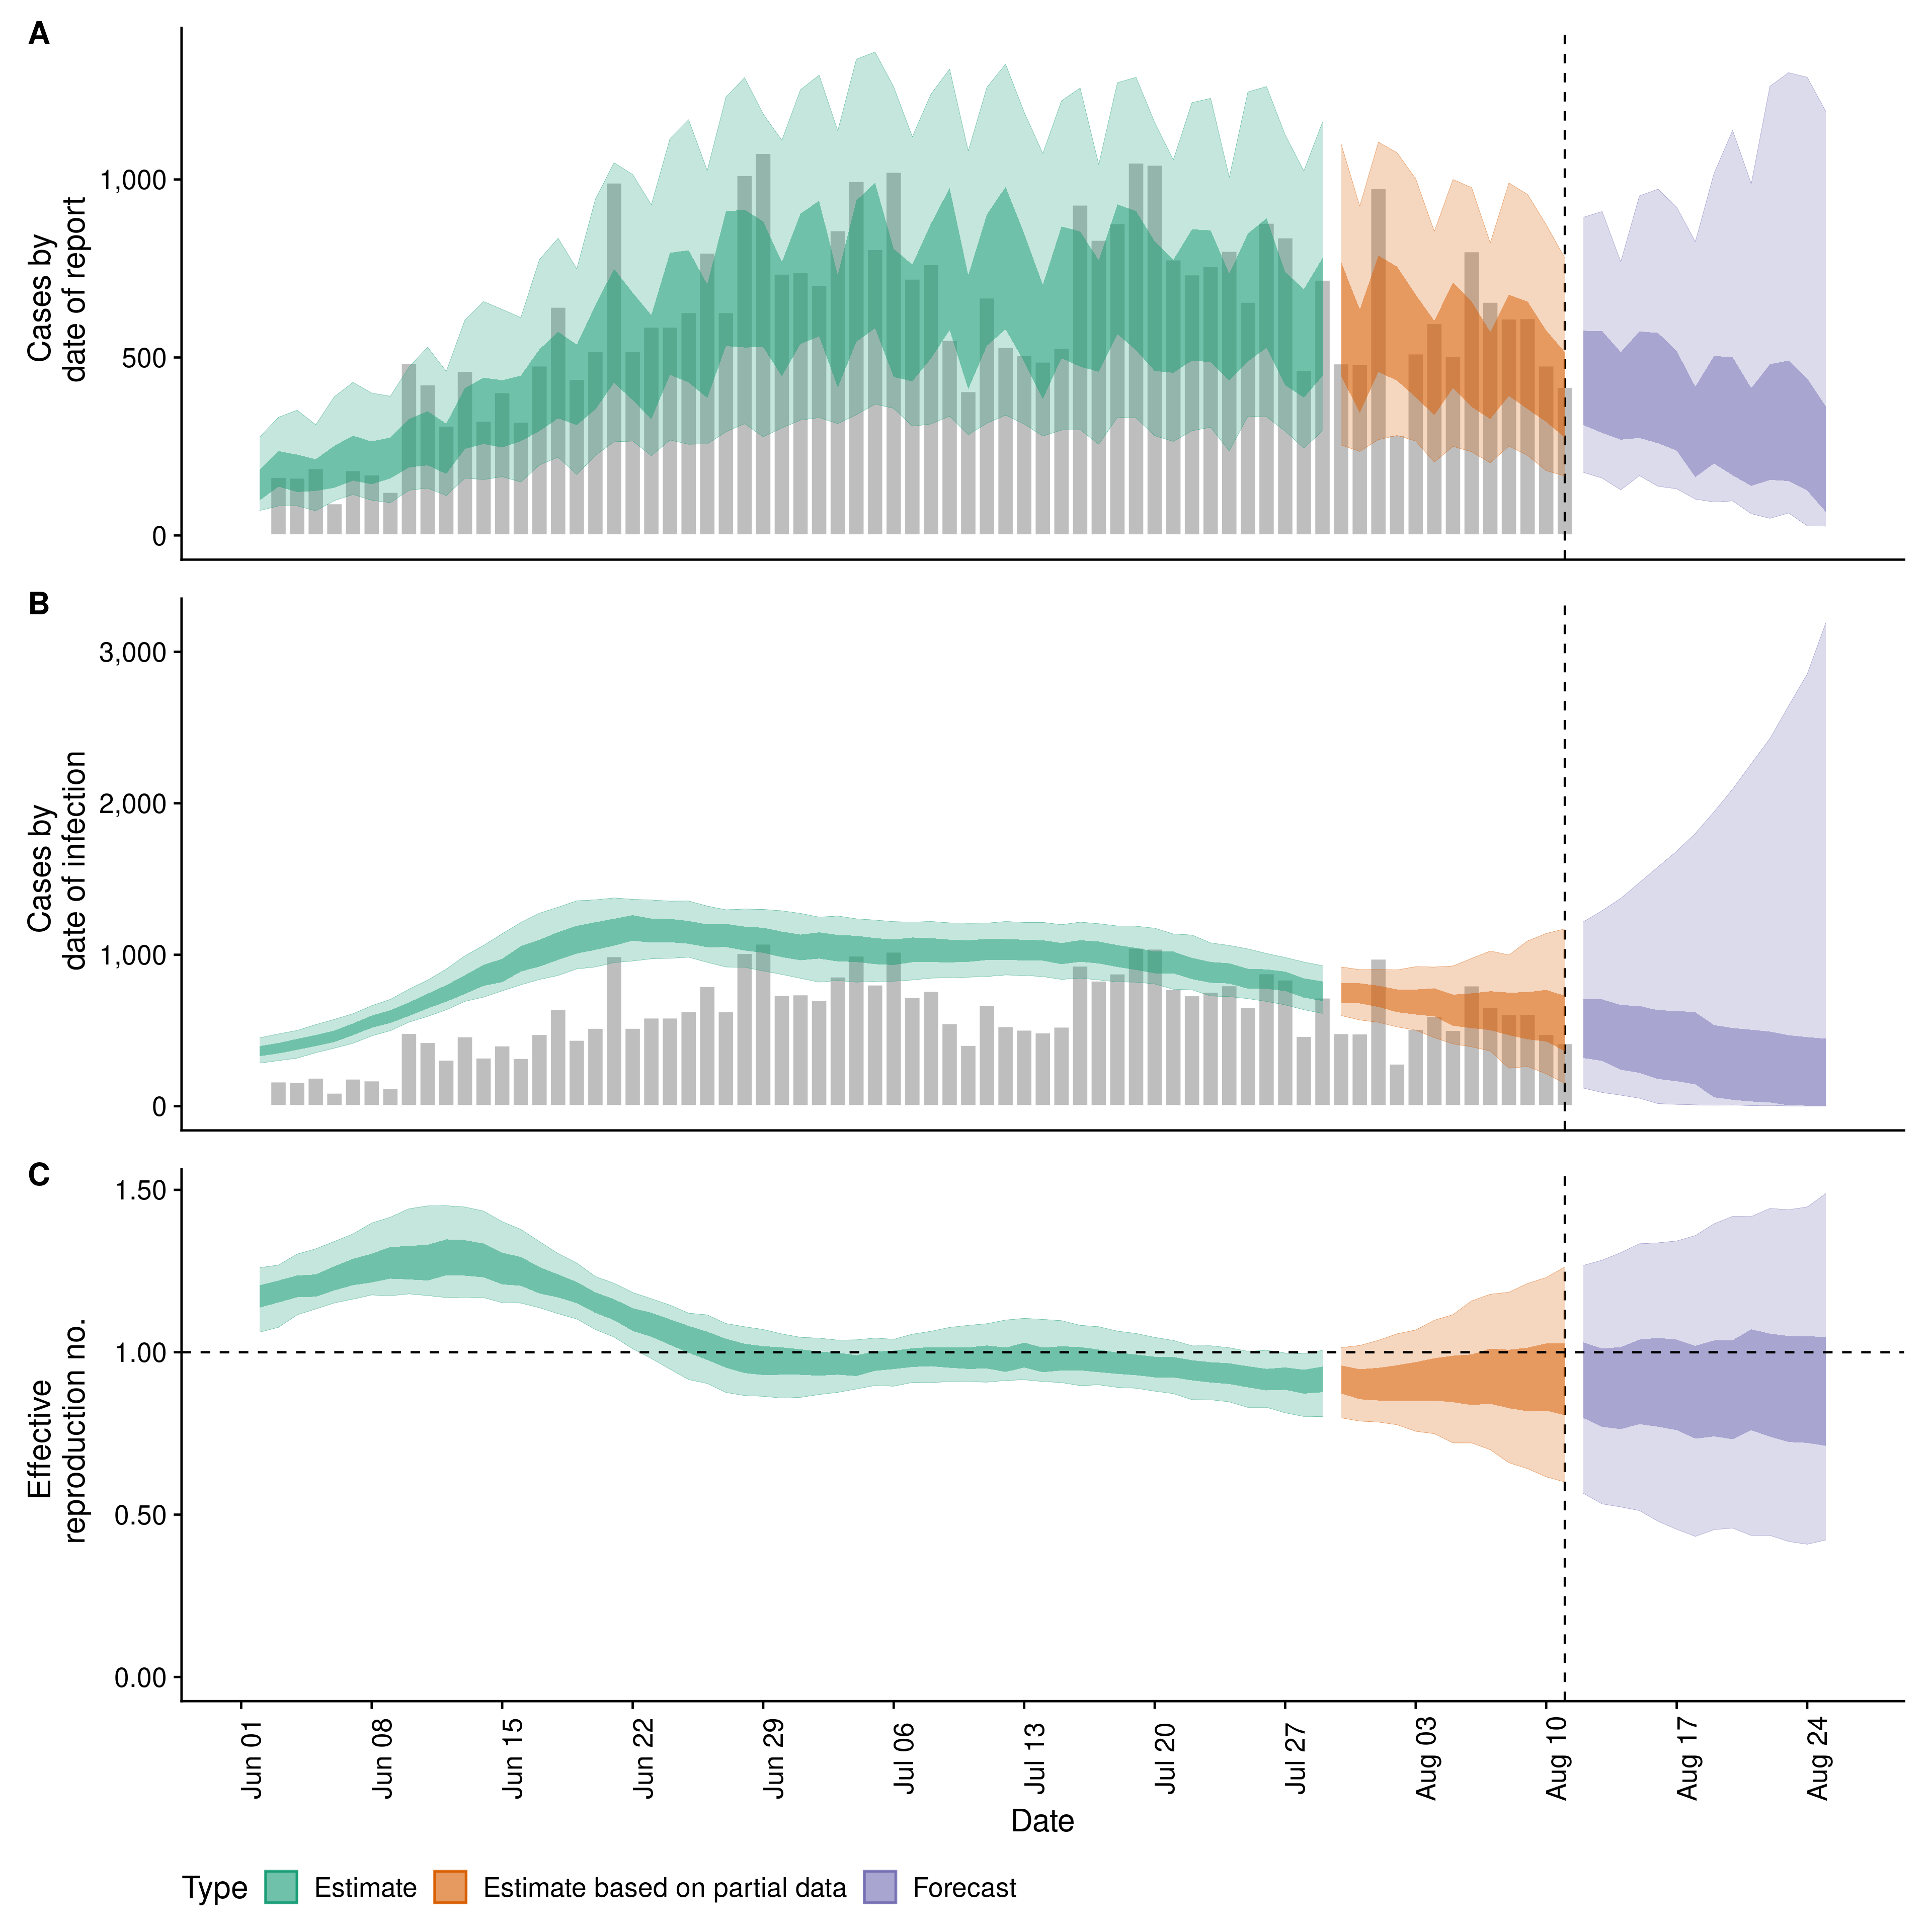 A
Cases by
date of report
1,000
500
0
B
Cases by
date of infection
3,000
2,000
1,000
0
C
Effective
reproduction no.
1.50
1.00
0.50
0.00
Jun 01
Jun 08
Jun 15
Jun 22
Jun 29
Jul 06
Jul 13
Jul 20
Jul 27
Aug 03
Aug 10
Aug 17
Aug 24
Date
Type Estimate Estimate based on partial data Forecast